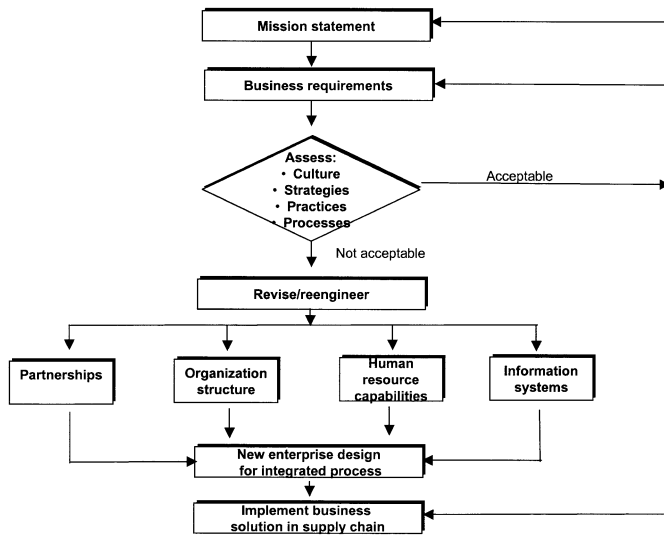 Mission statement
Business requirements
Assess:
• Culture
• Strategies
• Practices
• Processes
Acceptable
Not acceptable
Revise/reengineer
Partnerships
Organization
structure
Human
resource
capabilities
Information
systems
New enterprise design
for integrated process
Implement business
solution in supply chain